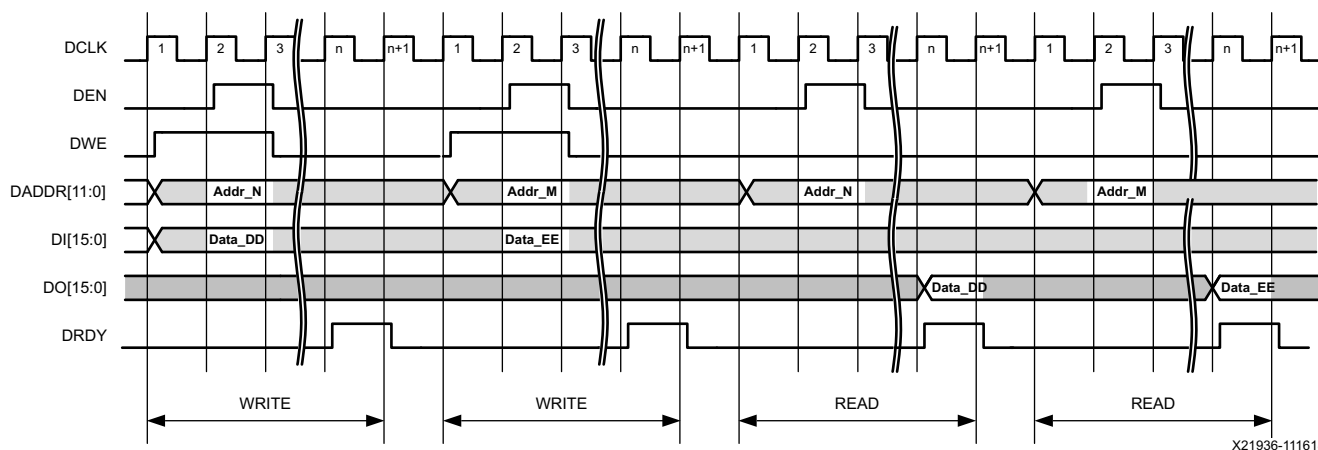 DCLK 1 2 3 n n+1 1 2 3 n n+1 1 2 3 n n+1 1 2 3 n n+1
DEN
DWE
DADDR[11:0] Addr_N Addr_M Addr_N Addr_M
DI[15:0] Data_DD Data_EE
DO[15:0] Data_DD Data_EE
DRDY
WRITE WRITE READ READ
X21936-11161